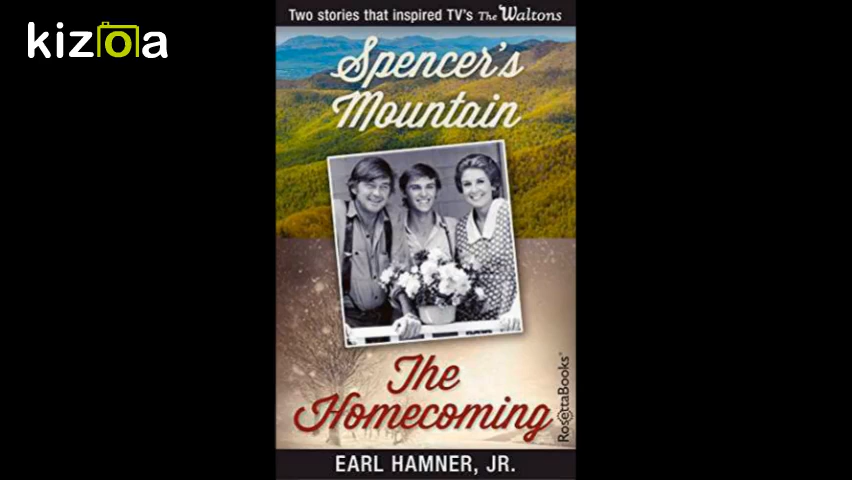 kizoa
Two stories that inspired TV's The Waltons
Spencer's
Mountain
The
Homecoming
RosettaBooks®
EARL HAMNER, JR.